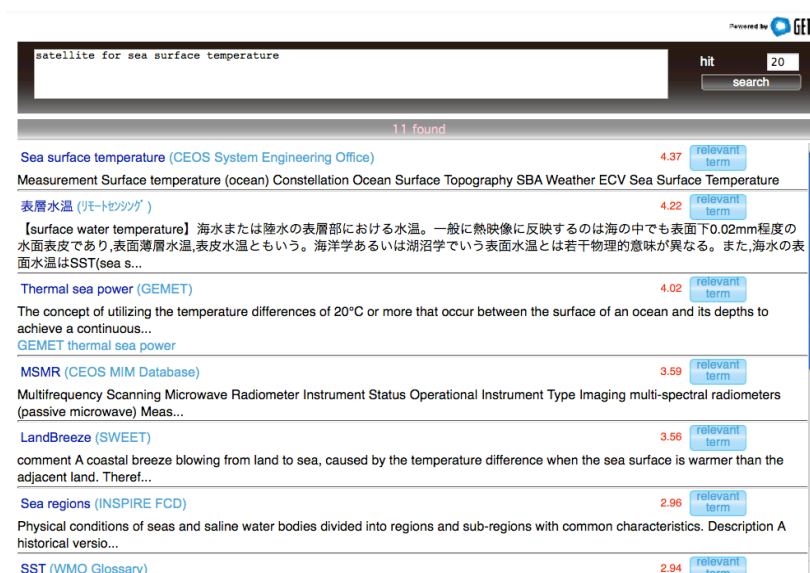 Powered by GET
satellite for sea surface temperature
hit 20
search
11 found
Sea surface temperature (CEOS System Engineering Office) 4.37 relevant term
Measurement Surface temperature (ocean) Constellation Ocean Surface Topography SBA Weather ECV Sea Surface Temperature
表層水温 (ﾘﾓｰﾄｾﾝｼﾝｸﾞ) 4.22 relevant term
【surface water temperature】海水または陸水の表層部における水温。一般に熱映像に反映するのは海の中でも表面下0.02mm程度の
水面表皮であり,表面薄層水温,表皮水温ともいう。海洋学あるいは湖沼学でいう表面水温とは若干物理的意味が異なる。また,海水の表
面水温はSST(sea s...
Thermal sea power (GEMET) 4.02 relevant term
The concept of utilizing the temperature differences of 20°C or more that occur between the surface of an ocean and its depths to
achieve a continuous...
GEMET thermal sea power
MSMR (CEOS MIM Database) 3.59 relevant term
Multifrequency Scanning Microwave Radiometer Instrument Status Operational Instrument Type Imaging multi-spectral radiometers
(passive microwave) Meas...
LandBreeze (SWEET) 3.56 relevant term
comment A coastal breeze blowing from land to sea, caused by the temperature difference when the sea surface is warmer than the
adjacent land. Theref...
Sea regions (INSPIRE FCD) 2.96 relevant term
Physical conditions of seas and saline water bodies divided into regions and sub-regions with common characteristics. Description A
historical versio...
SST (WMO Glossary) 2.94 relevant term